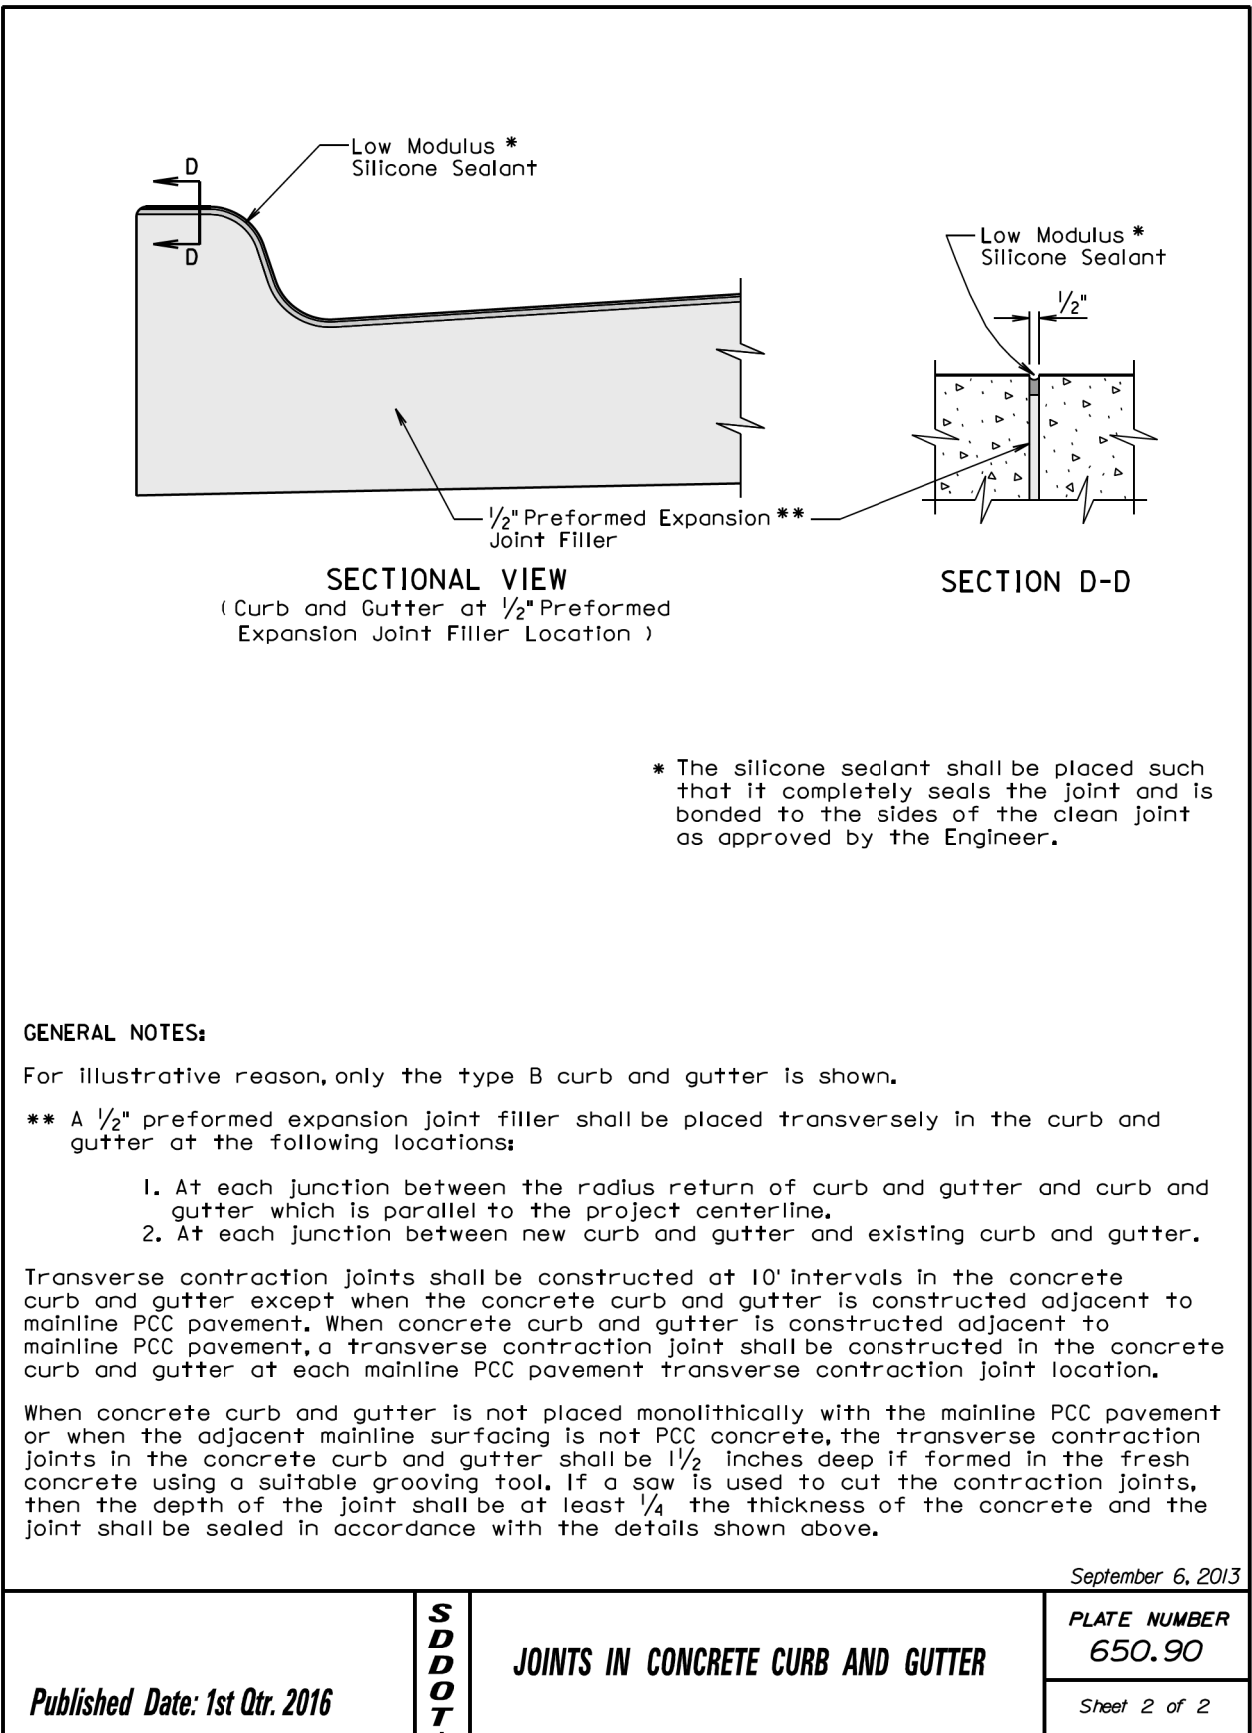 Low Modulus *
Silicone Sealant
D
D
Low Modulus *
Silicone Sealant
1/2"
1/2" Preformed Expansion **
Joint Filler
SECTIONAL VIEW
(Curb and Gutter at 1/2" Preformed
Expansion Joint Filler Location )
SECTION D-D
* The silicone sealant shall be placed such
that it completely seals the joint and is
bonded to the sides of the clean joint
as approved by the Engineer.
GENERAL NOTES:
For illustrative reason, only the type B curb and gutter is shown.
** A 1/2" preformed expansion joint filler shall be placed transversely in the curb and
gutter at the following locations:
1. At each junction between the radius return of curb and gutter and curb and
gutter which is parallel to the project centerline.
2. At each junction between new curb and gutter and existing curb and gutter.
Transverse contraction joints shall be constructed at 10' intervals in the concrete
curb and gutter except when the concrete curb and gutter is constructed adjacent to
mainline PCC pavement. When concrete curb and gutter is constructed adjacent to
mainline PCC pavement, a transverse contraction joint shall be constructed in the concrete
curb and gutter at each mainline PCC pavement transverse contraction joint location.
When concrete curb and gutter is not placed monolithically with the mainline PCC pavement
or when the adjacent mainline surfacing is not PCC concrete, the transverse contraction
joints in the concrete curb and gutter shall be 1 1/2 inches deep if formed in the fresh
concrete using a suitable grooving tool. If a saw is used to cut the contraction joints,
then the depth of the joint shall be at least 1/4 the thickness of the concrete and the
joint shall be sealed in accordance with the details shown above.
September 6, 2013
Published Date: 1st Qtr. 2016
SDDOT
JOINTS IN CONCRETE CURB AND GUTTER
PLATE NUMBER
650.90
Sheet 2 of 2